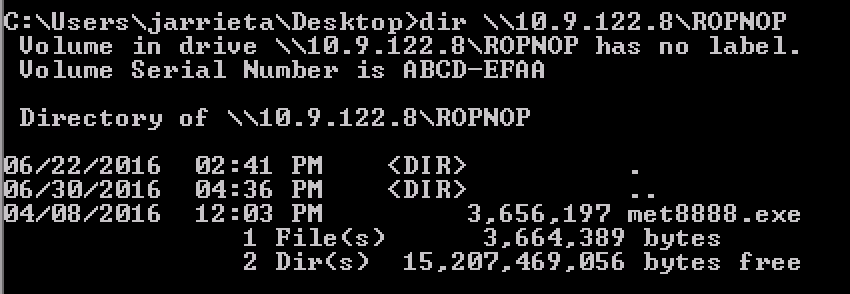 C:\Users\jarrieta\Desktop>dir \\10.9.122.8\ROPNOP
 Volume in drive \\10.9.122.8\ROPNOP has no label.
 Volume Serial Number is ABCD-EFAA

 Directory of \\10.9.122.8\ROPNOP

06/22/2016  02:41 PM    <DIR>          .
06/30/2016  04:36 PM    <DIR>          ..
04/08/2016  12:03 PM         3,656,197 met8888.exe
               1 File(s)      3,664,389 bytes
               2 Dir(s)  15,207,469,056 bytes free